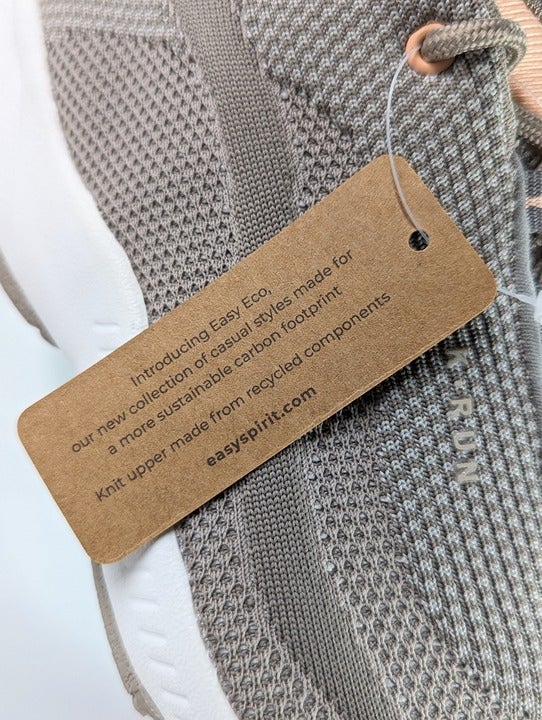 Introducing Easy Eco,
our new collection of casual styles made for
a more sustainable carbon footprint
Knit upper made from recycled components
easyspirit.com
RUN